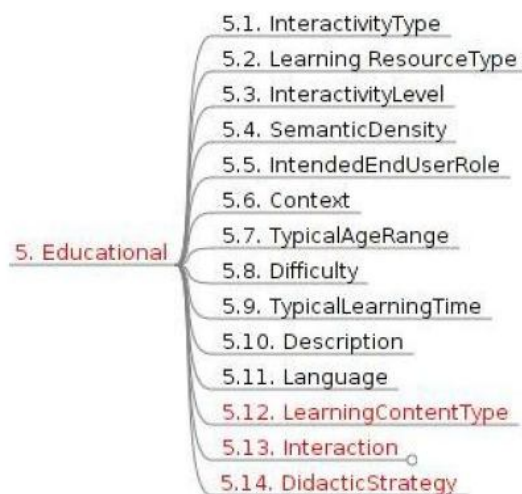 5.1. InteractivityType
5.2. Learning ResourceType
5.3. InteractivityLevel
5.4. SemanticDensity
5.5. IntendedEndUserRole
5.6. Context
5.7. TypicalAgeRange
5. Educational
5.8. Difficulty
5.9. TypicalLearningTime
5.10. Description
5.11. Language
5.12. LearningContentType
5.13. Interaction
5.14. DidacticStrategy